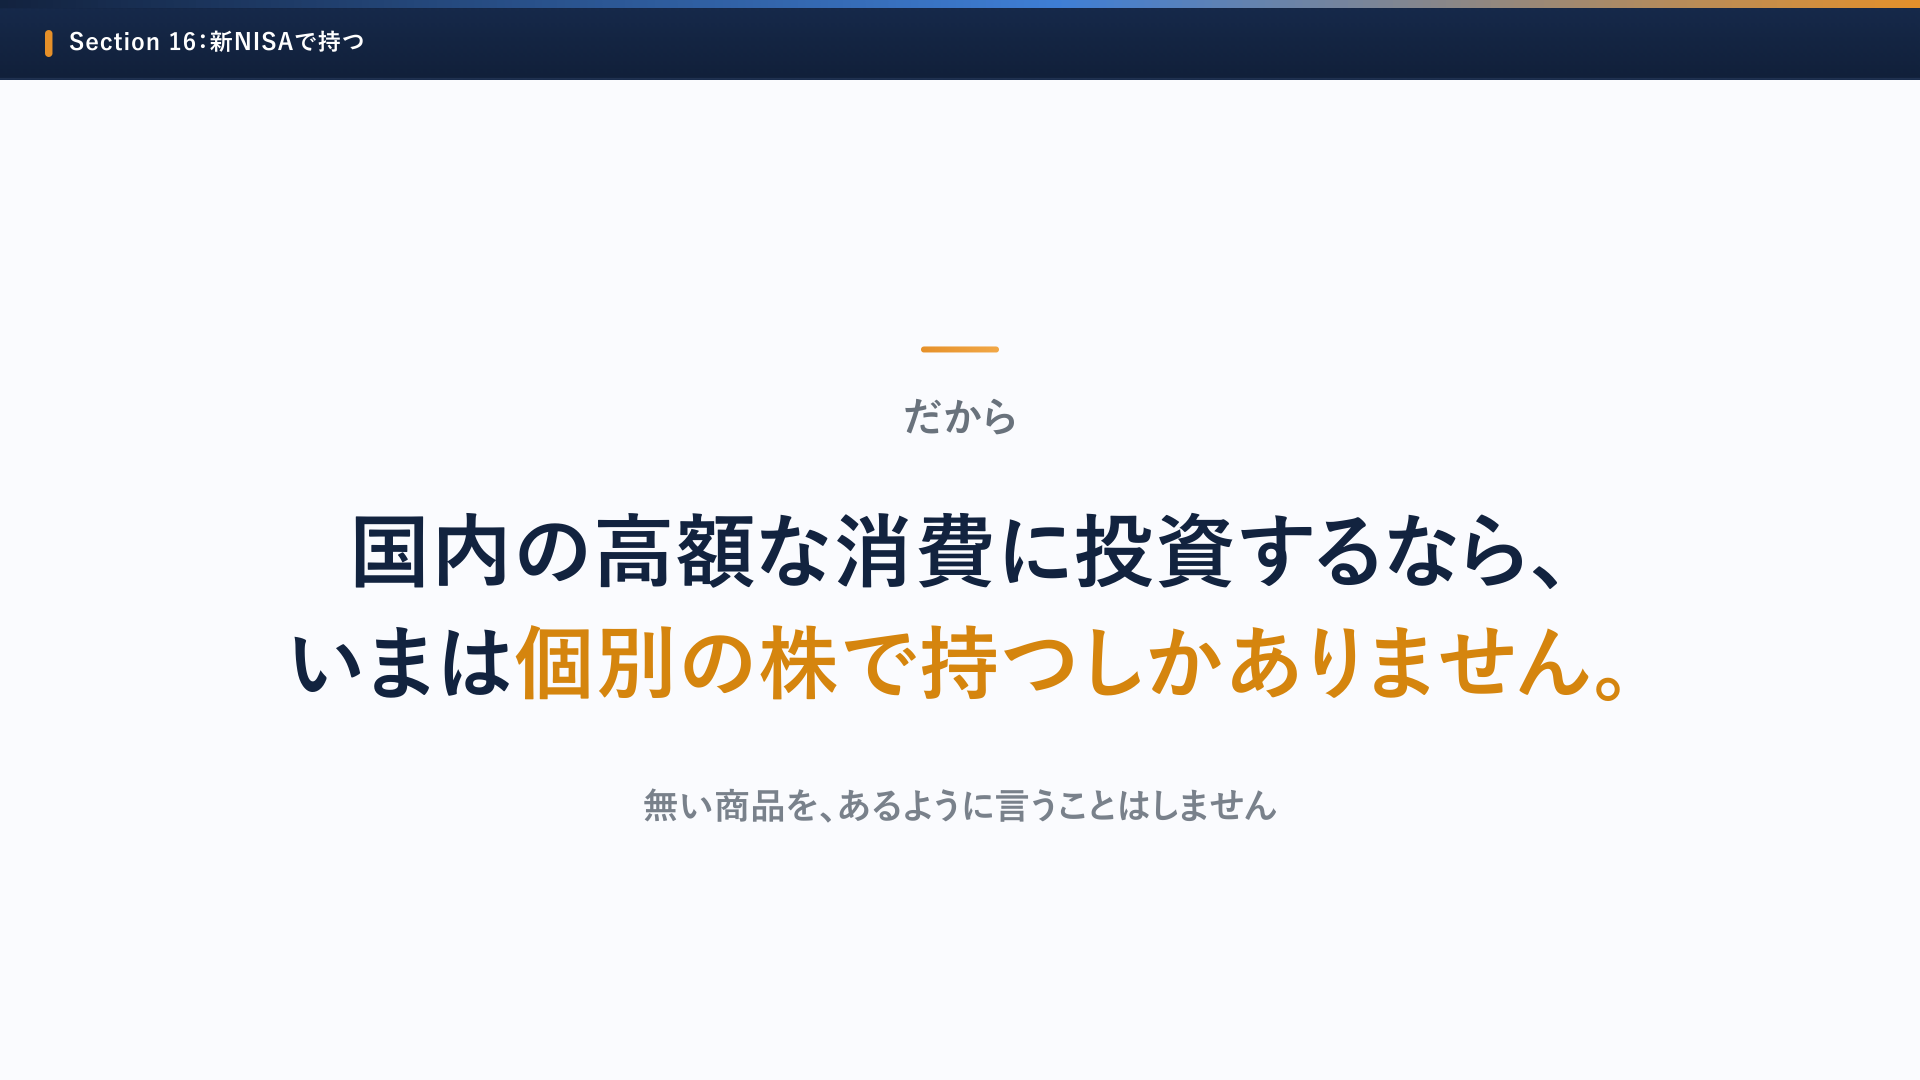 Section 16：新NISAで持つ
だから
国内の高額な消費に投資するなら、
いまは個別の株で持つしかありません。
無い商品を、あるように言うことはしません